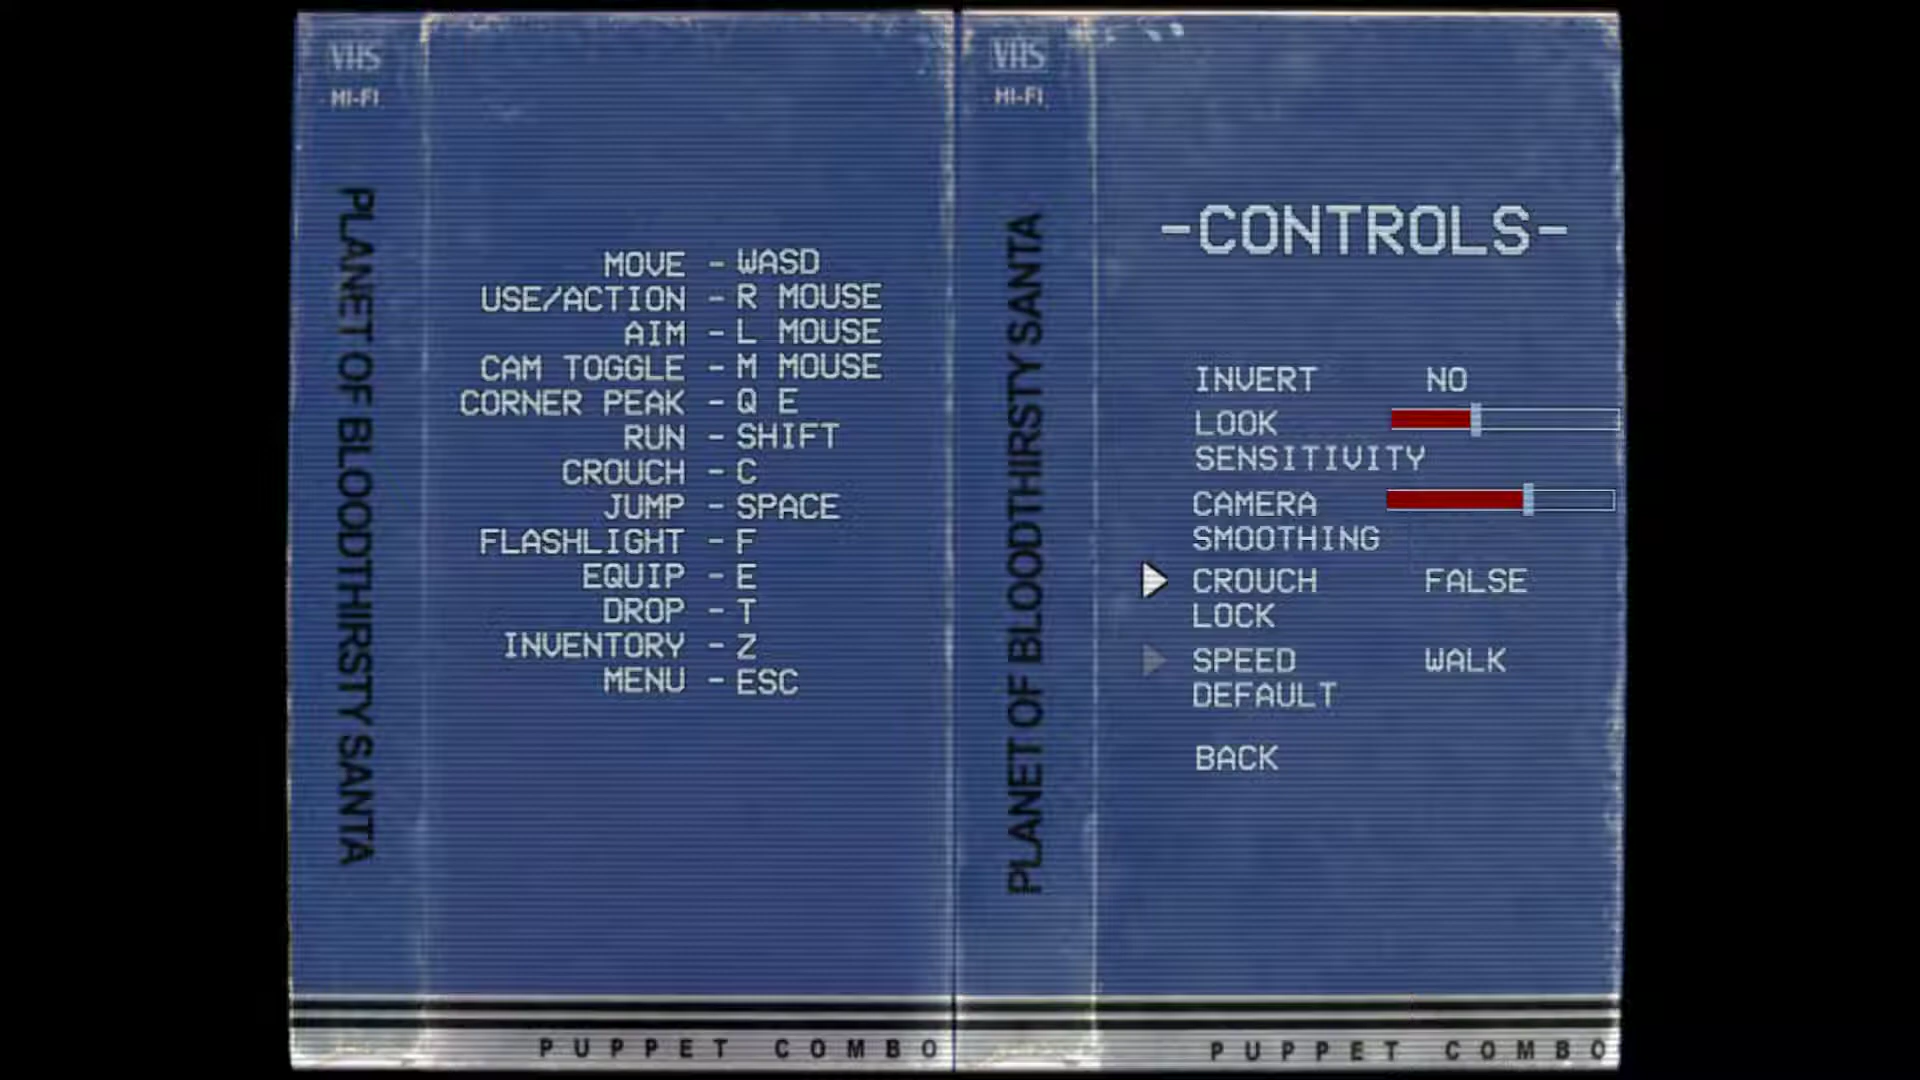 VHS
HI-FI
PLANET OF BLOODTHIRSTY SANTA
MOVE - WASD
USE/ACTION - R MOUSE
AIM - L MOUSE
CAM TOGGLE - M MOUSE
CORNER PEAK - Q E
RUN - SHIFT
CROUCH - C
JUMP - SPACE
FLASHLIGHT - F
EQUIP - E
DROP - T
INVENTORY - Z
MENU - ESC
PUPPET COMBO
VHS
HI-FI
PLANET OF BLOODTHIRSTY SANTA
-CONTROLS-
INVERT NO
LOOK
SENSITIVITY
CAMERA
SMOOTHING
CROUCH FALSE
LOCK
SPEED WALK
DEFAULT
BACK
PUPPET COMBO